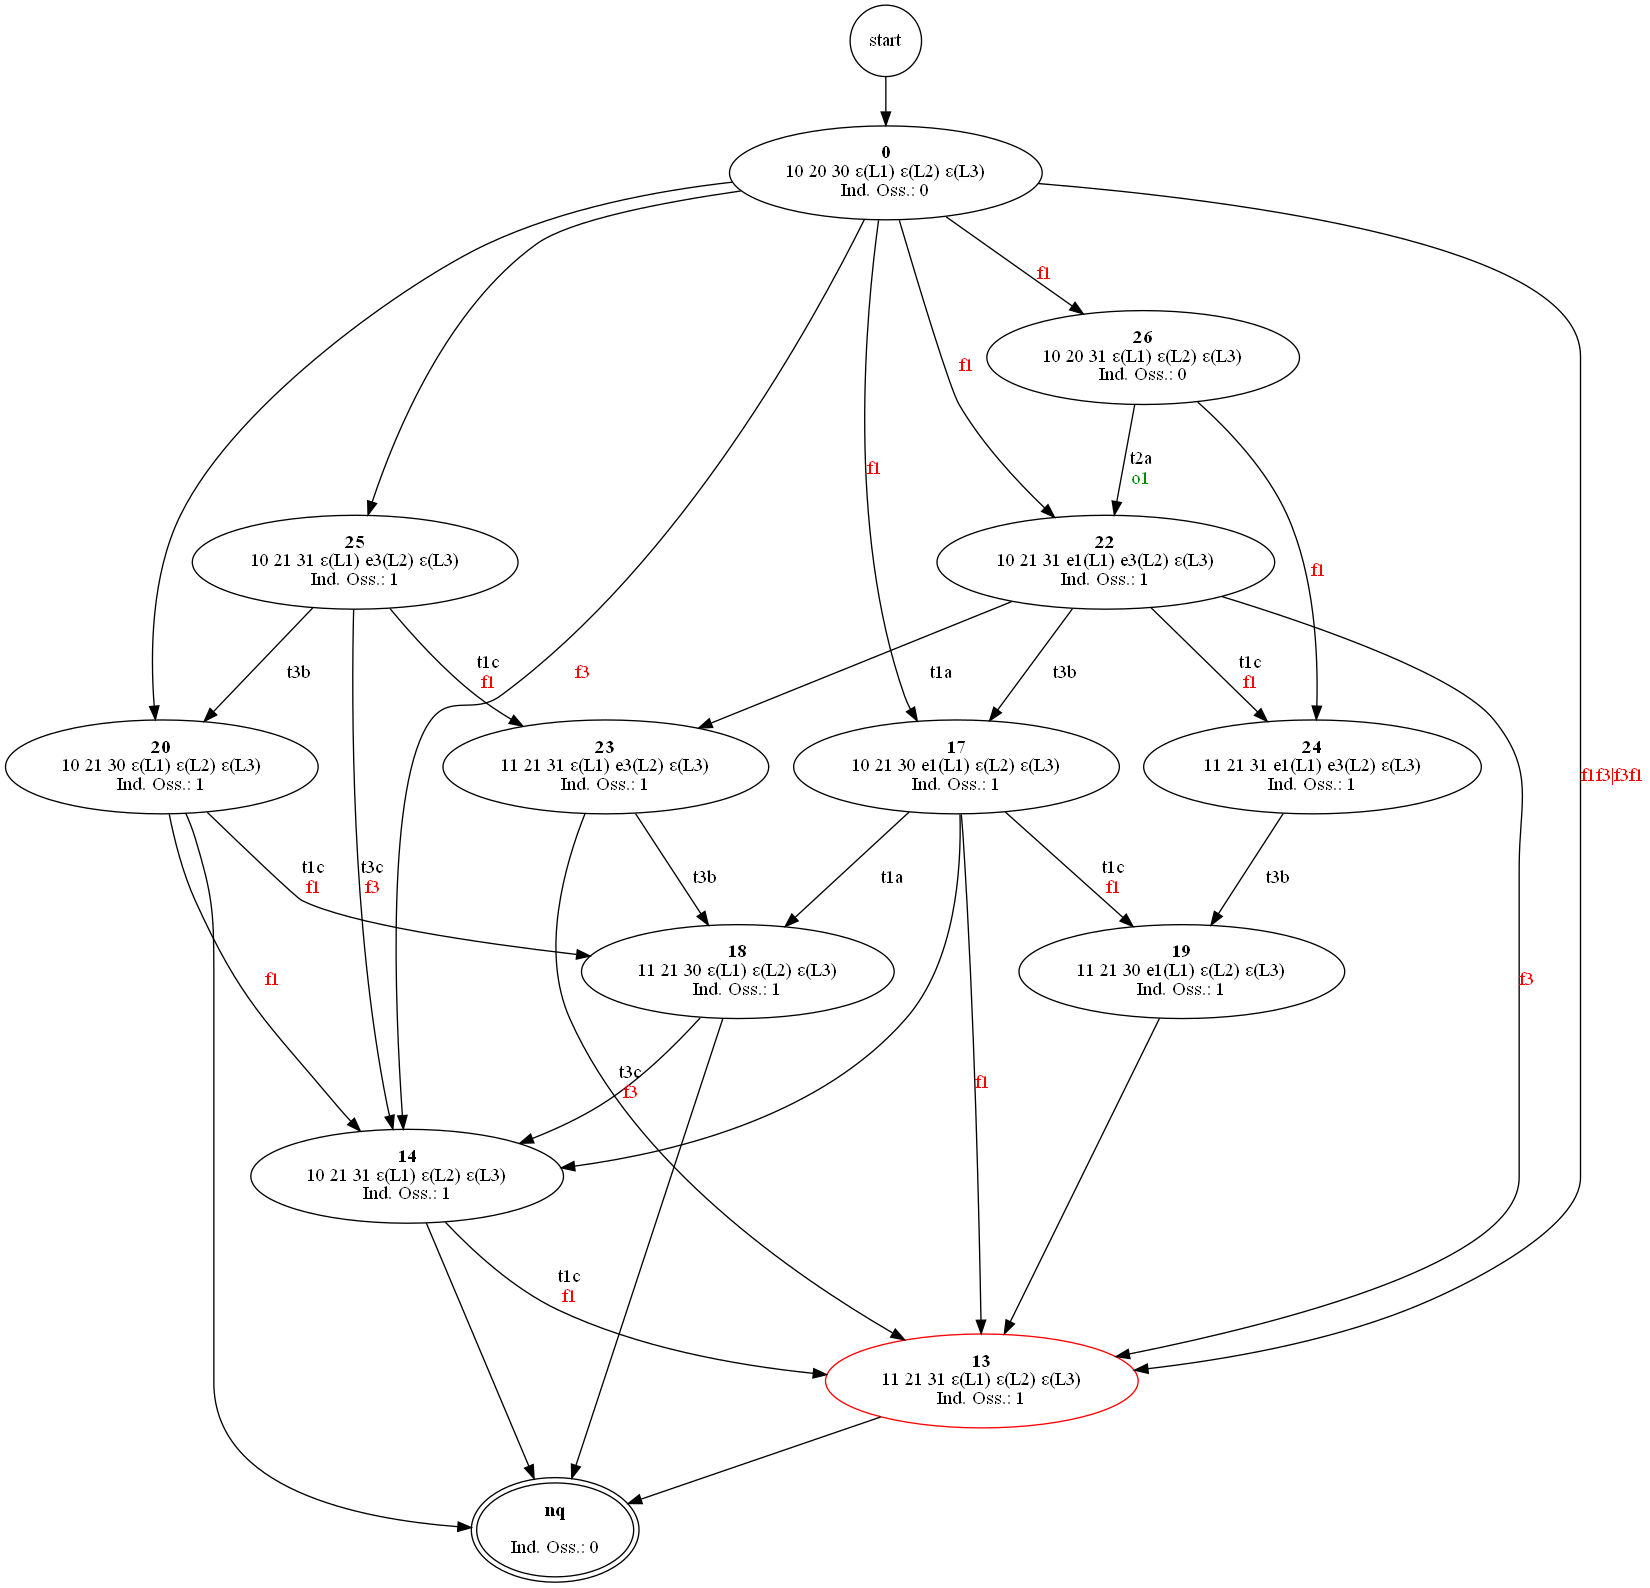 start
0
10 20 30 ε(L1) ε(L2) ε(L3)
Ind. Oss.: 0
f1
26
10 20 31 ε(L1) ε(L2) ε(L3)
Ind. Oss.: 0
f1
f1
t2a
o1
25
10 21 31 ε(L1) e3(L2) ε(L3)
Ind. Oss.: 1
22
10 21 31 e1(L1) e3(L2) ε(L3)
Ind. Oss.: 1
f1
f3
t3b
t1c
f1
t1a
t3b
t1c
f1
20
10 21 30 ε(L1) ε(L2) ε(L3)
Ind. Oss.: 1
23
11 21 31 ε(L1) e3(L2) ε(L3)
Ind. Oss.: 1
17
10 21 30 e1(L1) ε(L2) ε(L3)
Ind. Oss.: 1
24
11 21 31 e1(L1) e3(L2) ε(L3)
Ind. Oss.: 1
f1f3|f3f1
t1c
f1
t3c
f3
t3b
t1a
t1c
f1
t3b
f1
18
11 21 30 ε(L1) ε(L2) ε(L3)
Ind. Oss.: 1
19
11 21 30 e1(L1) ε(L2) ε(L3)
Ind. Oss.: 1
f3
t3c
f3
f1
14
10 21 31 ε(L1) ε(L2) ε(L3)
Ind. Oss.: 1
t1c
f1
13
11 21 31 ε(L1) ε(L2) ε(L3)
Ind. Oss.: 1
nq
Ind. Oss.: 0